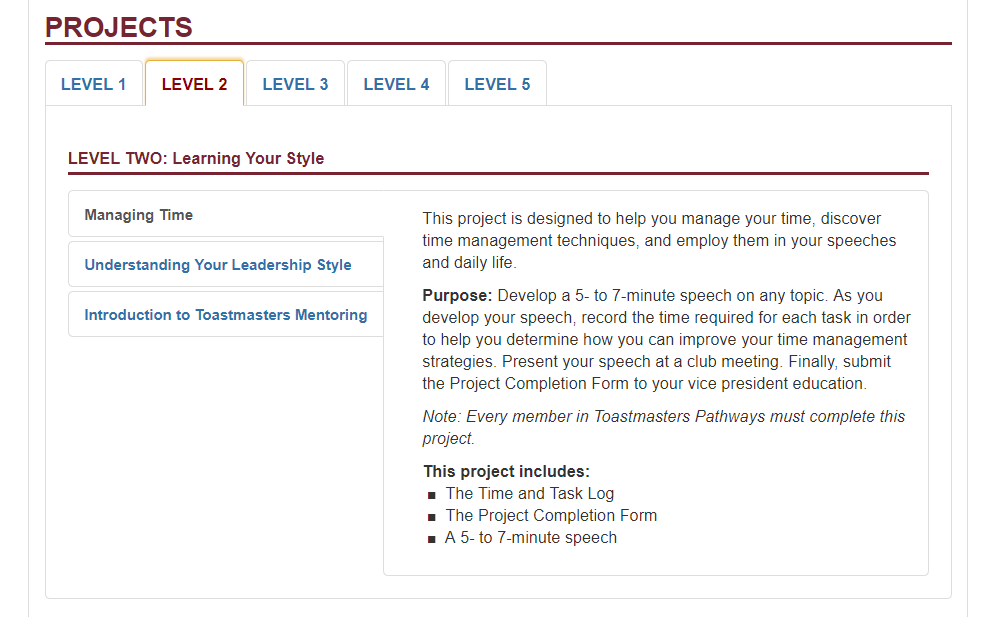 PROJECTS
LEVEL 1
LEVEL 2
LEVEL 3
LEVEL 4
LEVEL 5
LEVEL TWO: Learning Your Style
Managing Time
Understanding Your Leadership Style
Introduction to Toastmasters Mentoring
This project is designed to help you manage your time, discover
time management techniques, and employ them in your speeches
and daily life.
Purpose: Develop a 5- to 7-minute speech on any topic. As you
develop your speech, record the time required for each task in order
to help you determine how you can improve your time management
strategies. Present your speech at a club meeting. Finally, submit
the Project Completion Form to your vice president education.
Note: Every member in Toastmasters Pathways must complete this
project.
This project includes:
■ The Time and Task Log
■ The Project Completion Form
■ A 5- to 7-minute speech